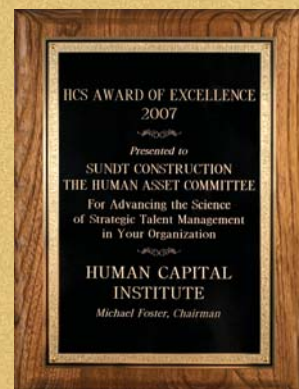 HCS AWARD OF EXCELLENCE
2007
Presented to
SUNDT CONSTRUCTION
THE HUMAN ASSET COMMITTEE
For Advancing the Science
of Strategic Talent Management
in Your Organization
HUMAN CAPITAL
INSTITUTE
Michael Foster, Chairman